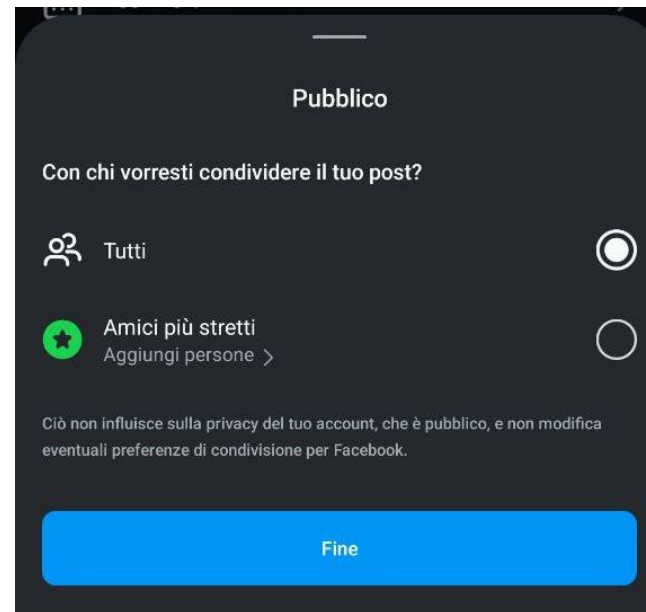 Pubblico
Con chi vorresti condividere il tuo post?
Tutti
Amici più stretti
Aggiungi persone >
Ciò non influisce sulla privacy del tuo account, che è pubblico, e non modifica
eventuali preferenze di condivisione per Facebook.
Fine